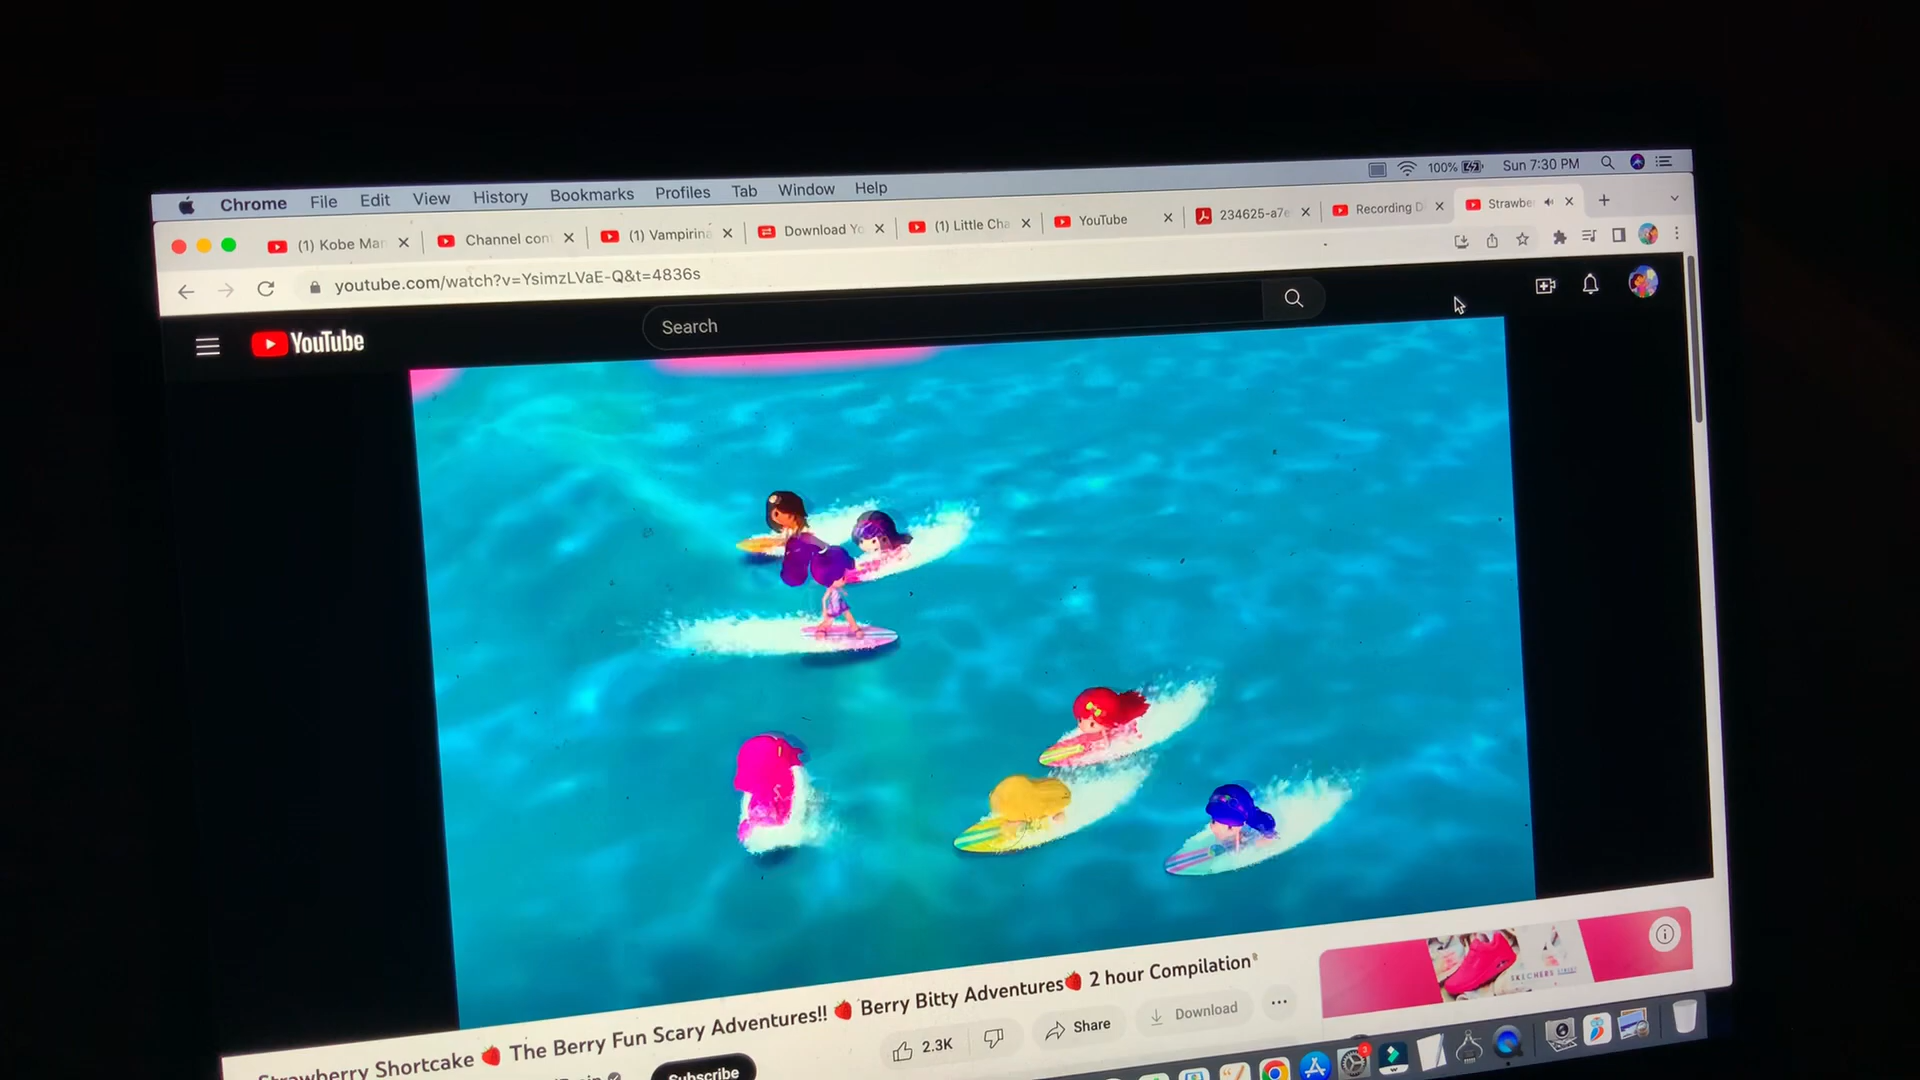 Chrome File Edit View History Bookmarks Profiles Tab Window Help 100% Sun 7:30 PM
(1) Kobe Mar Channel con (1) Vampirina Download Yo (1) Little Cha YouTube 234625-a7e Recording D Strawbe
youtube.com/watch?v=YsimzLVaE-Q&t=4836s
YouTube Search
Strawberry Shortcake 🍓 The Berry Fun Scary Adventures!! 🍓 Berry Bitty Adventures🍓 2 hour Compilation
Subscribe 2.3K Share Download ...
SKECHERS
3